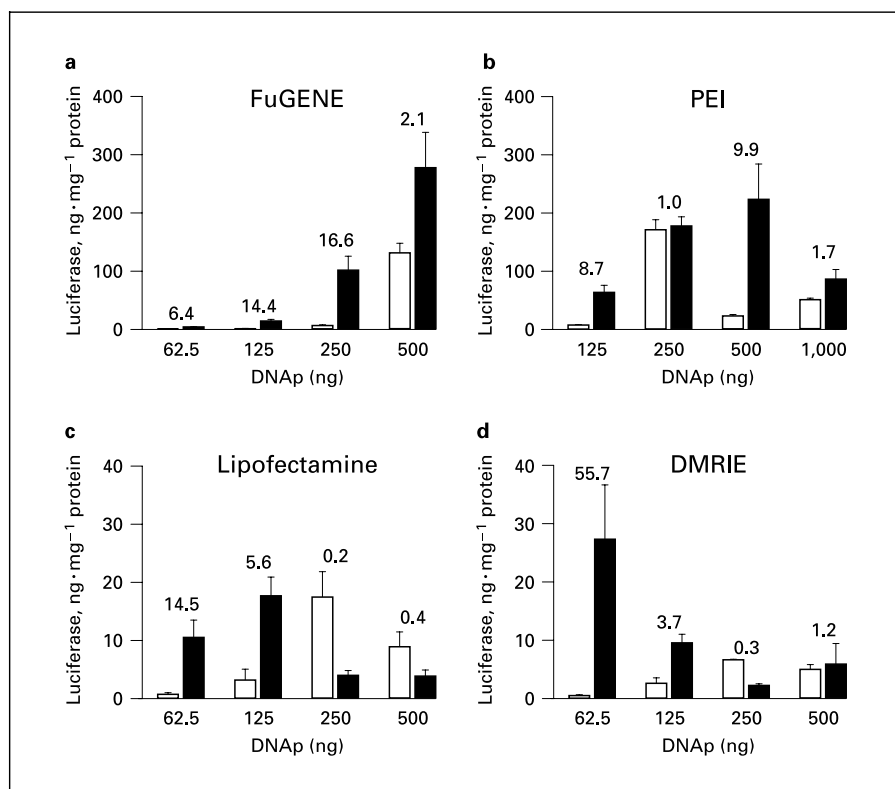 a
FuGENE
Luciferase, ng·mg−1 protein
400
300
200
100
0
6.4
14.4
16.6
2.1
62.5 125 250 500
DNAp (ng)
b
PEI
Luciferase, ng·mg−1 protein
400
300
200
100
0
8.7
1.0
9.9
1.7
125 250 500 1,000
DNAp (ng)
c
Lipofectamine
Luciferase, ng·mg−1 protein
40
30
20
10
0
14.5
5.6
0.2
0.4
62.5 125 250 500
DNAp (ng)
d
DMRIE
Luciferase, ng·mg−1 protein
40
30
20
10
0
55.7
3.7
0.3
1.2
62.5 125 250 500
DNAp (ng)